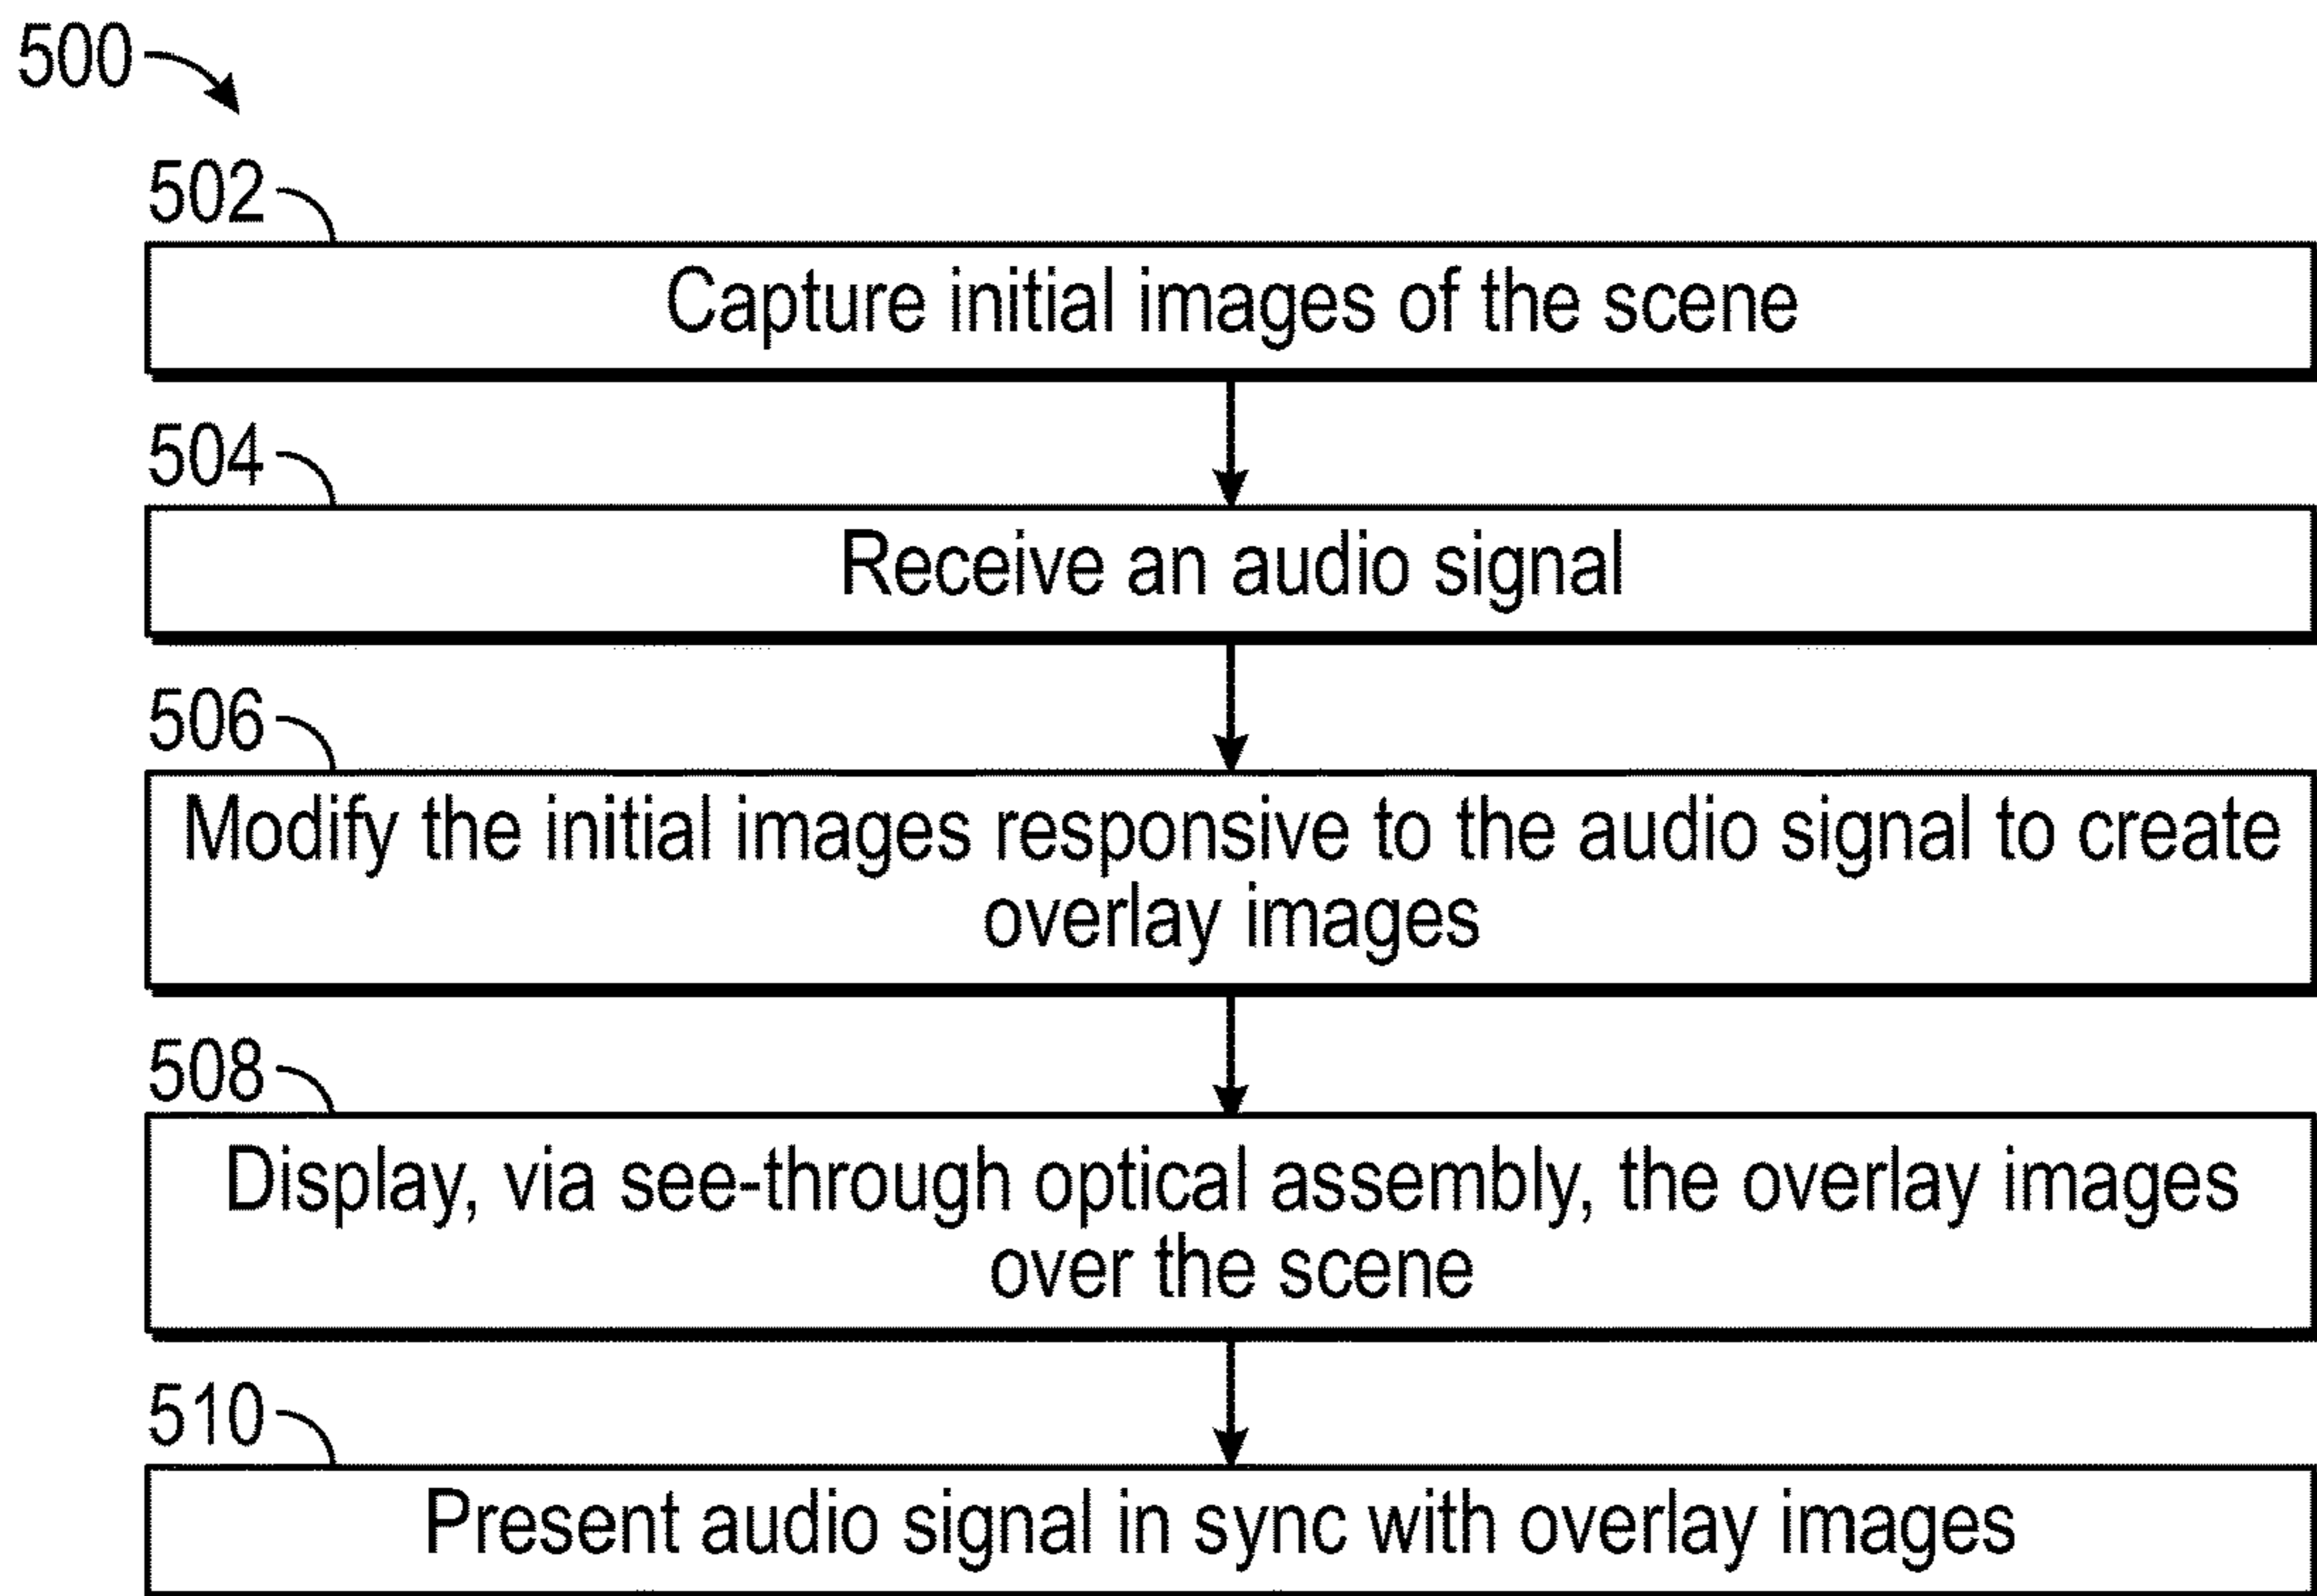 500
502
Capture initial images of the scene
504
Receive an audio signal
506
Modify the initial images responsive to the audio signal to create
overlay images
508
Display, via see-through optical assembly, the overlay images
over the scene
510
Present audio signal in sync with overlay images